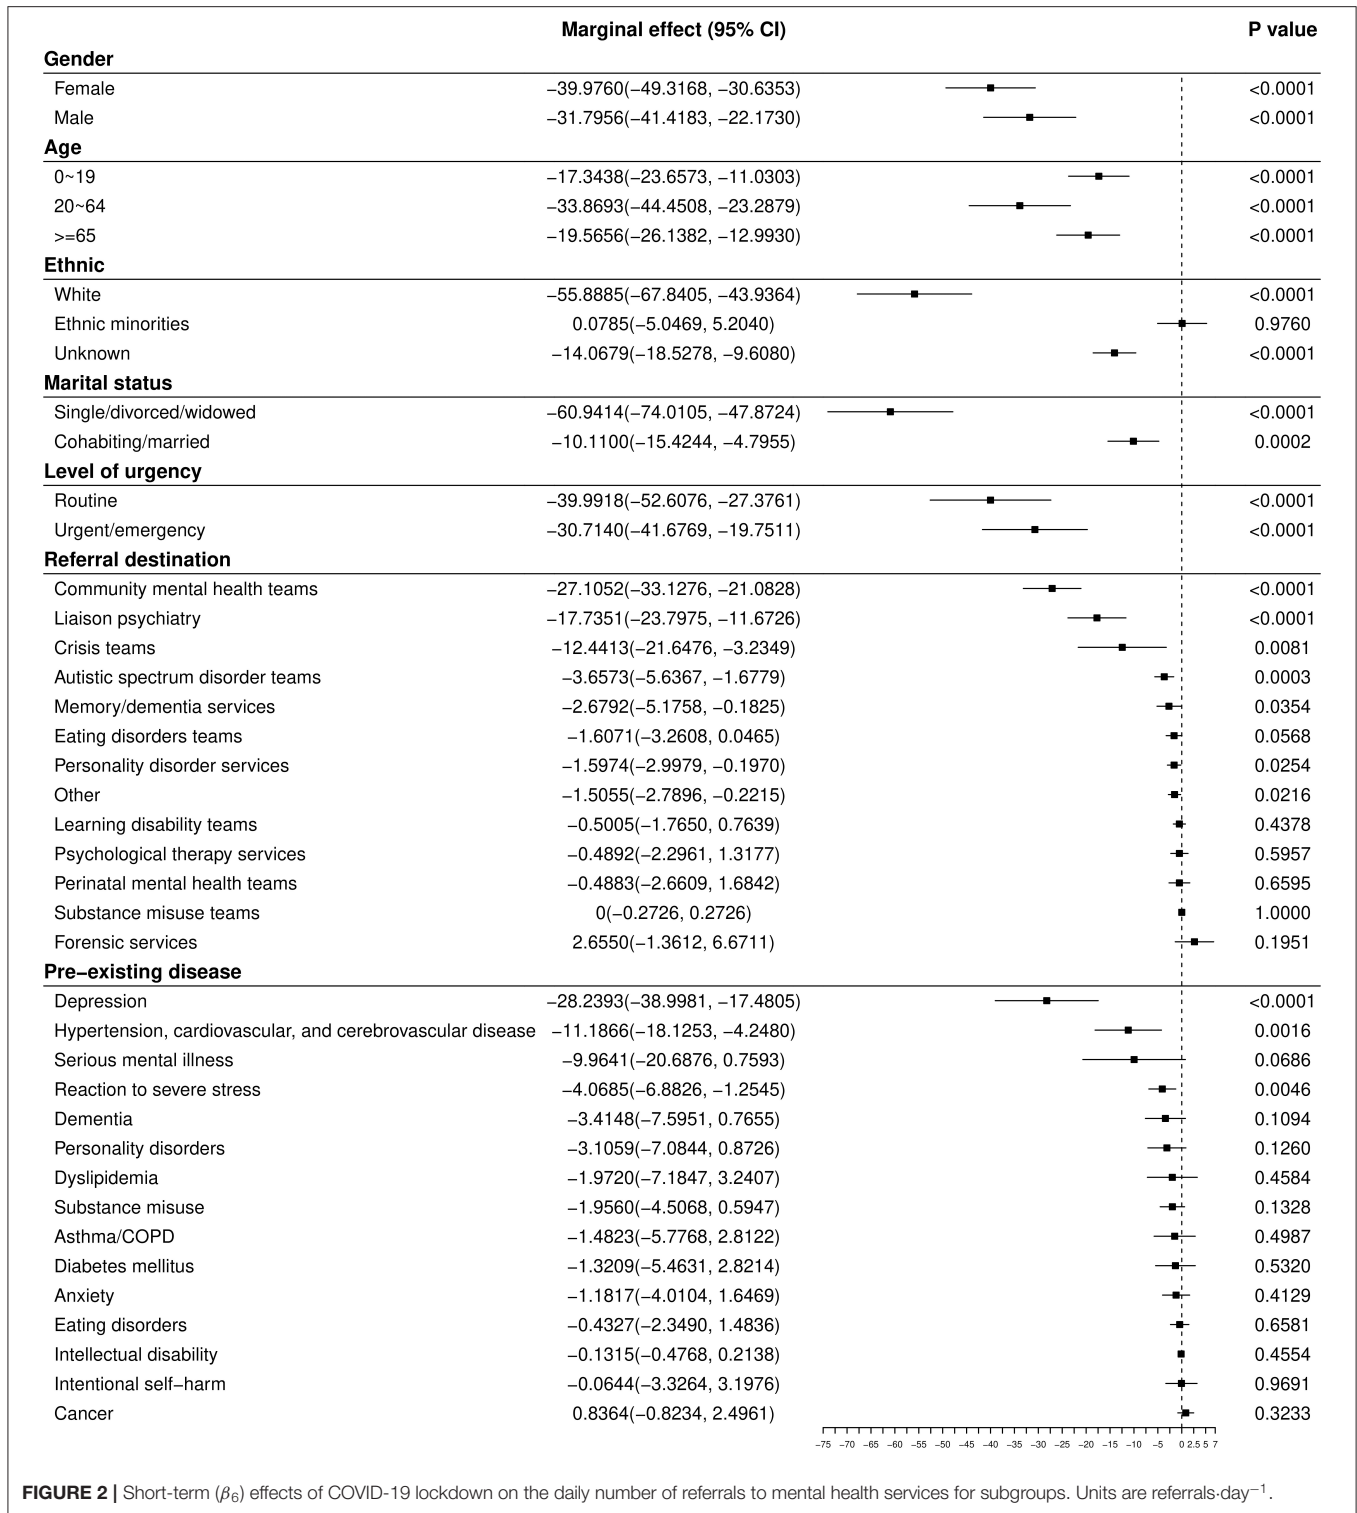 Marginal effect (95% CI) P value
Gender
Female −39.9760(−49.3168, −30.6353) <0.0001
Male −31.7956(−41.4183, −22.1730) <0.0001
Age
0~19 −17.3438(−23.6573, −11.0303) <0.0001
20~64 −33.8693(−44.4508, −23.2879) <0.0001
>=65 −19.5656(−26.1382, −12.9930) <0.0001
Ethnic
White −55.8885(−67.8405, −43.9364) <0.0001
Ethnic minorities 0.0785(−5.0469, 5.2040) 0.9760
Unknown −14.0679(−18.5278, −9.6080) <0.0001
Marital status
Single/divorced/widowed −60.9414(−74.0105, −47.8724) <0.0001
Cohabiting/married −10.1100(−15.4244, −4.7955) 0.0002
Level of urgency
Routine −39.9918(−52.6076, −27.3761) <0.0001
Urgent/emergency −30.7140(−41.6769, −19.7511) <0.0001
Referral destination
Community mental health teams −27.1052(−33.1276, −21.0828) <0.0001
Liaison psychiatry −17.7351(−23.7975, −11.6726) <0.0001
Crisis teams −12.4413(−21.6476, −3.2349) 0.0081
Autistic spectrum disorder teams −3.6573(−5.6367, −1.6779) 0.0003
Memory/dementia services −2.6792(−5.1758, −0.1825) 0.0354
Eating disorders teams −1.6071(−3.2608, 0.0465) 0.0568
Personality disorder services −1.5974(−2.9979, −0.1970) 0.0254
Other −1.5055(−2.7896, −0.2215) 0.0216
Learning disability teams −0.5005(−1.7650, 0.7639) 0.4378
Psychological therapy services −0.4892(−2.2961, 1.3177) 0.5957
Perinatal mental health teams −0.4883(−2.6609, 1.6842) 0.6595
Substance misuse teams 0(−0.2726, 0.2726) 1.0000
Forensic services 2.6550(−1.3612, 6.6711) 0.1951
Pre−existing disease
Depression −28.2393(−38.9981, −17.4805) <0.0001
Hypertension, cardiovascular, and cerebrovascular disease −11.1866(−18.1253, −4.2480) 0.0016
Serious mental illness −9.9641(−20.6876, 0.7593) 0.0686
Reaction to severe stress −4.0685(−6.8826, −1.2545) 0.0046
Dementia −3.4148(−7.5951, 0.7655) 0.1094
Personality disorders −3.1059(−7.0844, 0.8726) 0.1260
Dyslipidemia −1.9720(−7.1847, 3.2407) 0.4584
Substance misuse −1.9560(−4.5068, 0.5947) 0.1328
Asthma/COPD −1.4823(−5.7768, 2.8122) 0.4987
Diabetes mellitus −1.3209(−5.4631, 2.8214) 0.5320
Anxiety −1.1817(−4.0104, 1.6469) 0.4129
Eating disorders −0.4327(−2.3490, 1.4836) 0.6581
Intellectual disability −0.1315(−0.4768, 0.2138) 0.4554
Intentional self−harm −0.0644(−3.3264, 3.1976) 0.9691
Cancer 0.8364(−0.8234, 2.4961) 0.3233
−75 −70 −65 −60 −55 −50 −45 −40 −35 −30 −25 −20 −15 −10 −5 0 2.5 5 7
FIGURE 2 | Short-term (β₆) effects of COVID-19 lockdown on the daily number of referrals to mental health services for subgroups. Units are referrals·day⁻¹.